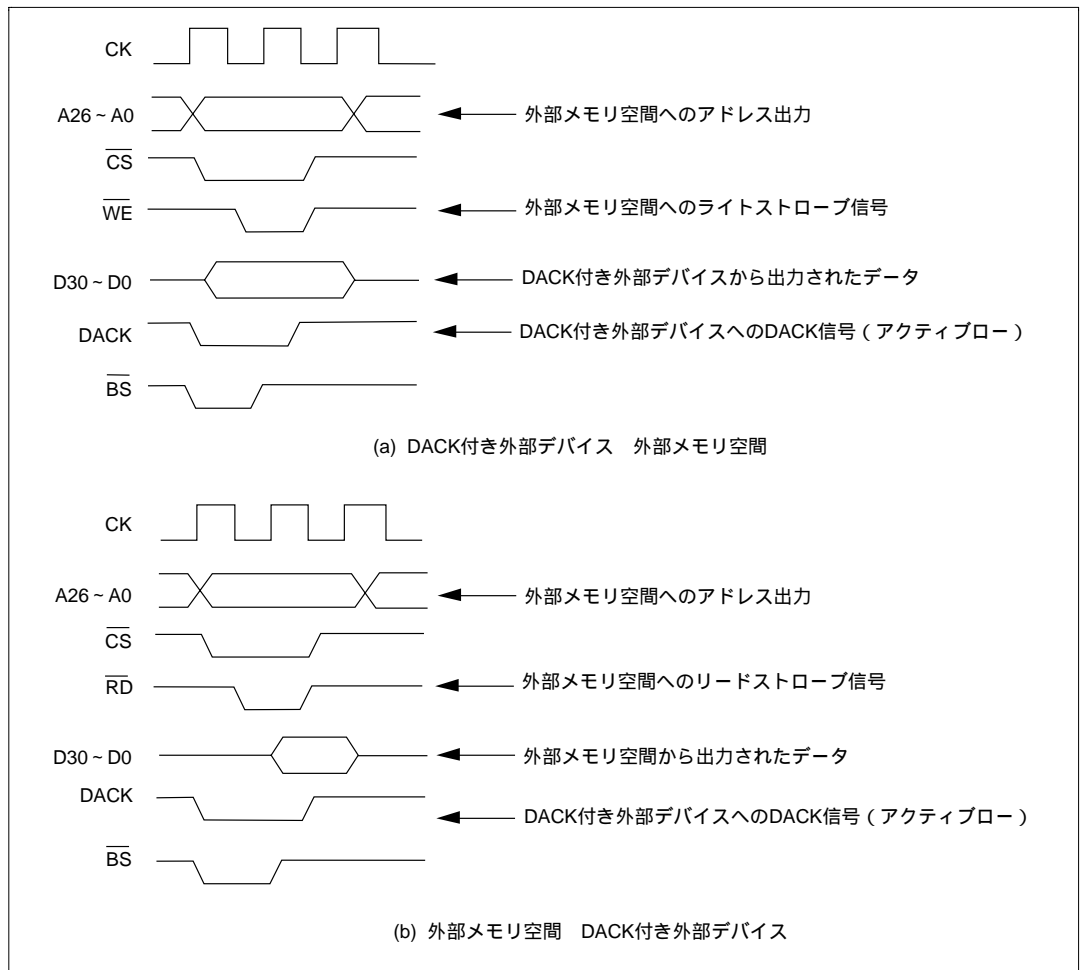 CK
A26 ~ A0 外部メモリ空間へのアドレス出力
CS
WE 外部メモリ空間へのライトストローブ信号
D30 ~ D0 DACK付き外部デバイスから出力されたデータ
DACK DACK付き外部デバイスへのDACK信号(アクティブロー)
BS
(a) DACK付き外部デバイス 外部メモリ空間
CK
A26 ~ A0 外部メモリ空間へのアドレス出力
CS
RD 外部メモリ空間へのリードストローブ信号
D30 ~ D0 外部メモリ空間から出力されたデータ
DACK DACK付き外部デバイスへのDACK信号(アクティブロー)
BS
(b) 外部メモリ空間 DACK付き外部デバイス